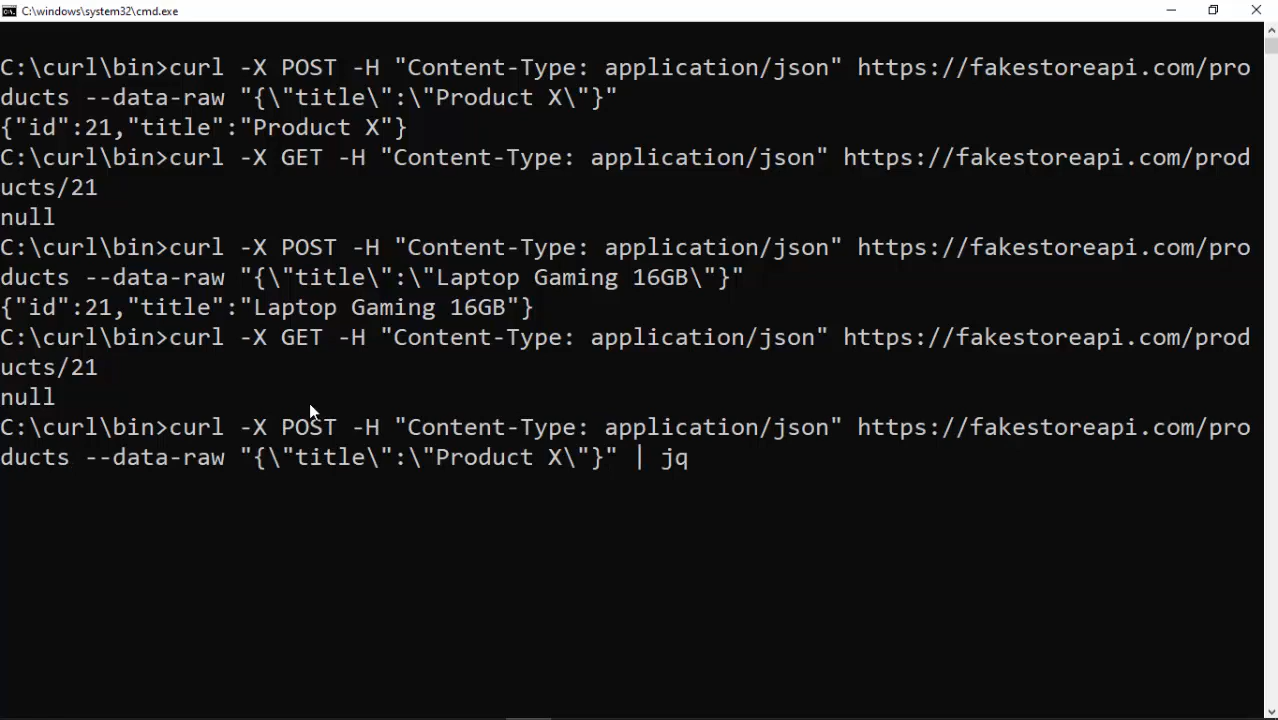 C:\windows\system32\cmd.exe
C:\curl\bin>curl -X POST -H "Content-Type: application/json" https://fakestoreapi.com/pro
ducts --data-raw "{\"title\":\"Product X\"}"
{"id":21,"title":"Product X"}
C:\curl\bin>curl -X GET -H "Content-Type: application/json" https://fakestoreapi.com/prod
ucts/21
null
C:\curl\bin>curl -X POST -H "Content-Type: application/json" https://fakestoreapi.com/pro
ducts --data-raw "{\"title\":\"Laptop Gaming 16GB\"}"
{"id":21,"title":"Laptop Gaming 16GB"}
C:\curl\bin>curl -X GET -H "Content-Type: application/json" https://fakestoreapi.com/prod
ucts/21
null
C:\curl\bin>curl -X POST -H "Content-Type: application/json" https://fakestoreapi.com/pro
ducts --data-raw "{\"title\":\"Product X\"}" | jq